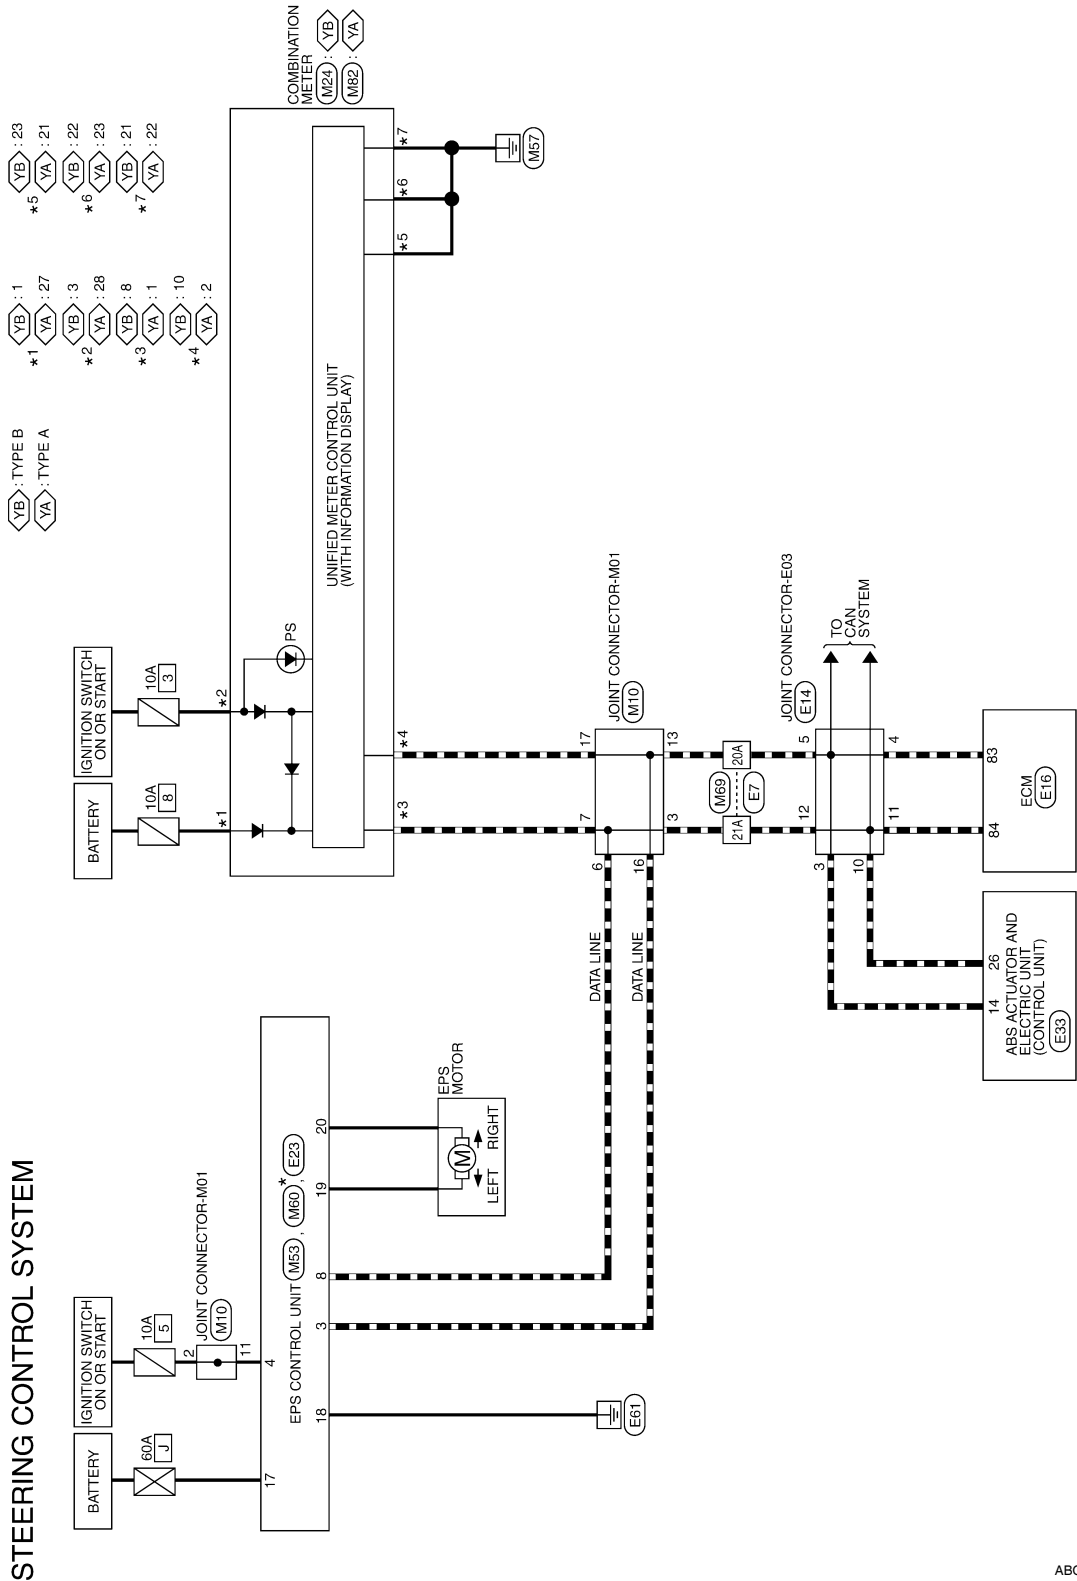 STEERING CONTROL SYSTEM
YB : TYPE B
YA : TYPE A
*1 YB : 1
YA : 27
*2 YB : 3
YA : 28
*3 YB : 8
YA : 1
*4 YB : 10
YA : 2
*5 YB : 23
YA : 21
*6 YB : 22
YA : 23
*7 YB : 21
YA : 22
BATTERY
60A
J
17
IGNITION SWITCH
ON OR START
10A
5
2
JOINT CONNECTOR-M01
M10
11
4
EPS CONTROL UNIT M53 , M60* , E23
18
3
8
19
20
E61
EPS
MOTOR
M
LEFT
RIGHT
BATTERY
10A
8
*1
IGNITION SWITCH
ON OR START
10A
3
*2
PS
UNIFIED METER CONTROL UNIT
(WITH INFORMATION DISPLAY)
COMBINATION
METER
M24 : YB
M82 : YA
*3
*4
*5
*6
*7
M57
DATA LINE
DATA LINE
6
16
7
17
JOINT CONNECTOR-M01
M10
3
13
21A
20A
M69
E7
12
5
JOINT CONNECTOR-E03
E14
TO
CAN
SYSTEM
3
10
11
4
14
26
ABS ACTUATOR AND
ELECTRIC UNIT
(CONTROL UNIT)
E33
84
83
ECM
E16